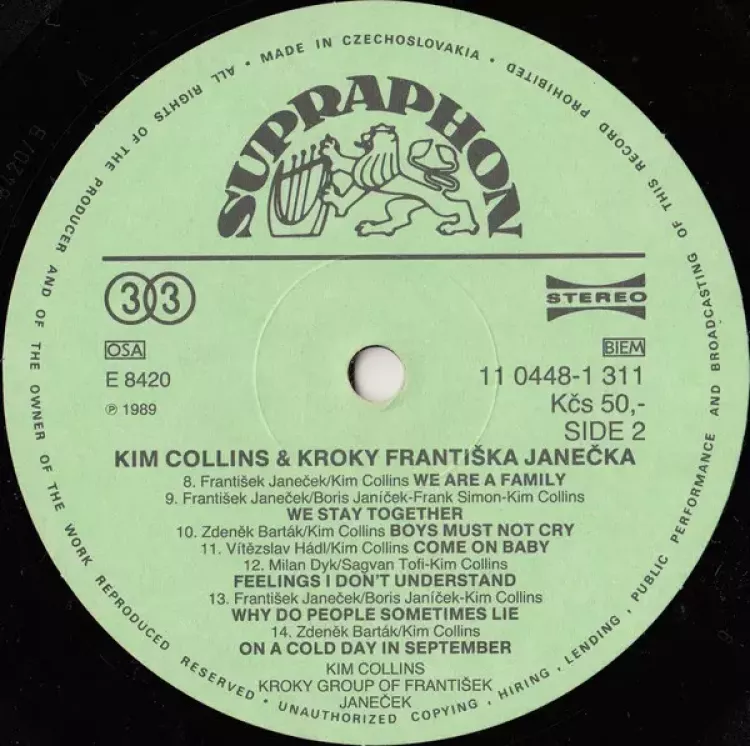 ALL RIGHTS OF THE PRODUCER AND OF THE OWNER OF THE WORK REPRODUCED RESERVED • UNAUTHORIZED COPYING, HIRING, LENDING, PUBLIC PERFORMANCE AND BROADCASTING OF THIS RECORD PROHIBITED • MADE IN CZECHOSLOVAKIA •
SUPRAPHON
33
STEREO
OSA
BIEM
E 8420
11 0448-1 311
℗ 1989
Kčs 50,-
SIDE 2
KIM COLLINS & KROKY FRANTIŠKA JANEČKA
8. František Janeček/Kim Collins WE ARE A FAMILY
9. František Janeček/Boris Janíček-Frank Simon-Kim Collins
WE STAY TOGETHER
10. Zdeněk Barták/Kim Collins BOYS MUST NOT CRY
11. Vítězslav Hádl/Kim Collins COME ON BABY
12. Milan Dyk/Sagvan Tofi-Kim Collins
FEELINGS I DON'T UNDERSTAND
13. František Janeček/Boris Janíček-Kim Collins
WHY DO PEOPLE SOMETIMES LIE
14. Zdeněk Barták/Kim Collins
ON A COLD DAY IN SEPTEMBER
KIM COLLINS
KROKY GROUP OF FRANTIŠEK
JANEČEK